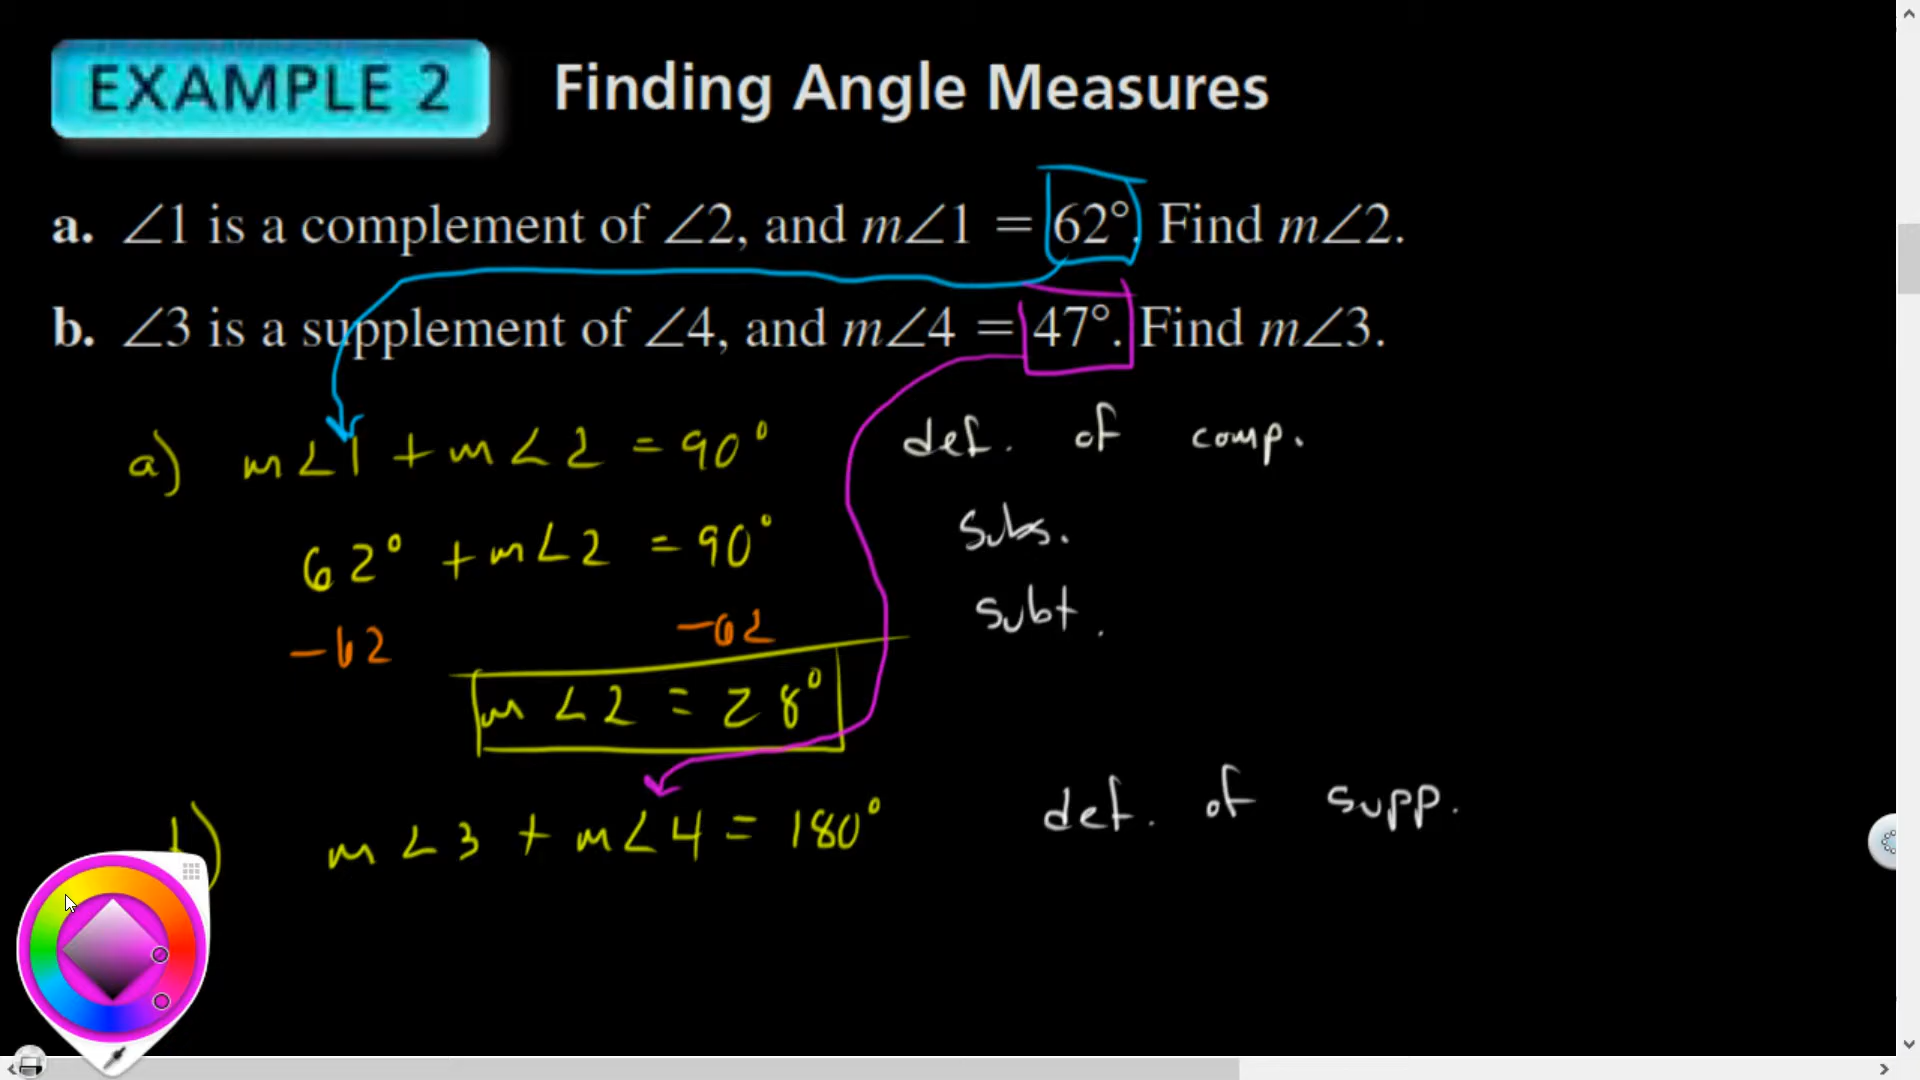 EXAMPLE 2 Finding Angle Measures
a. ∠1 is a complement of ∠2, and m∠1 = 62°. Find m∠2.
b. ∠3 is a supplement of ∠4, and m∠4 = 47°. Find m∠3.
a) m∠1 + m∠2 = 90° def. of comp.
62° + m∠2 = 90° Subs.
-62 -62 Subt.
m∠2 = 28°
m∠3 + m∠4 = 180° def. of supp.